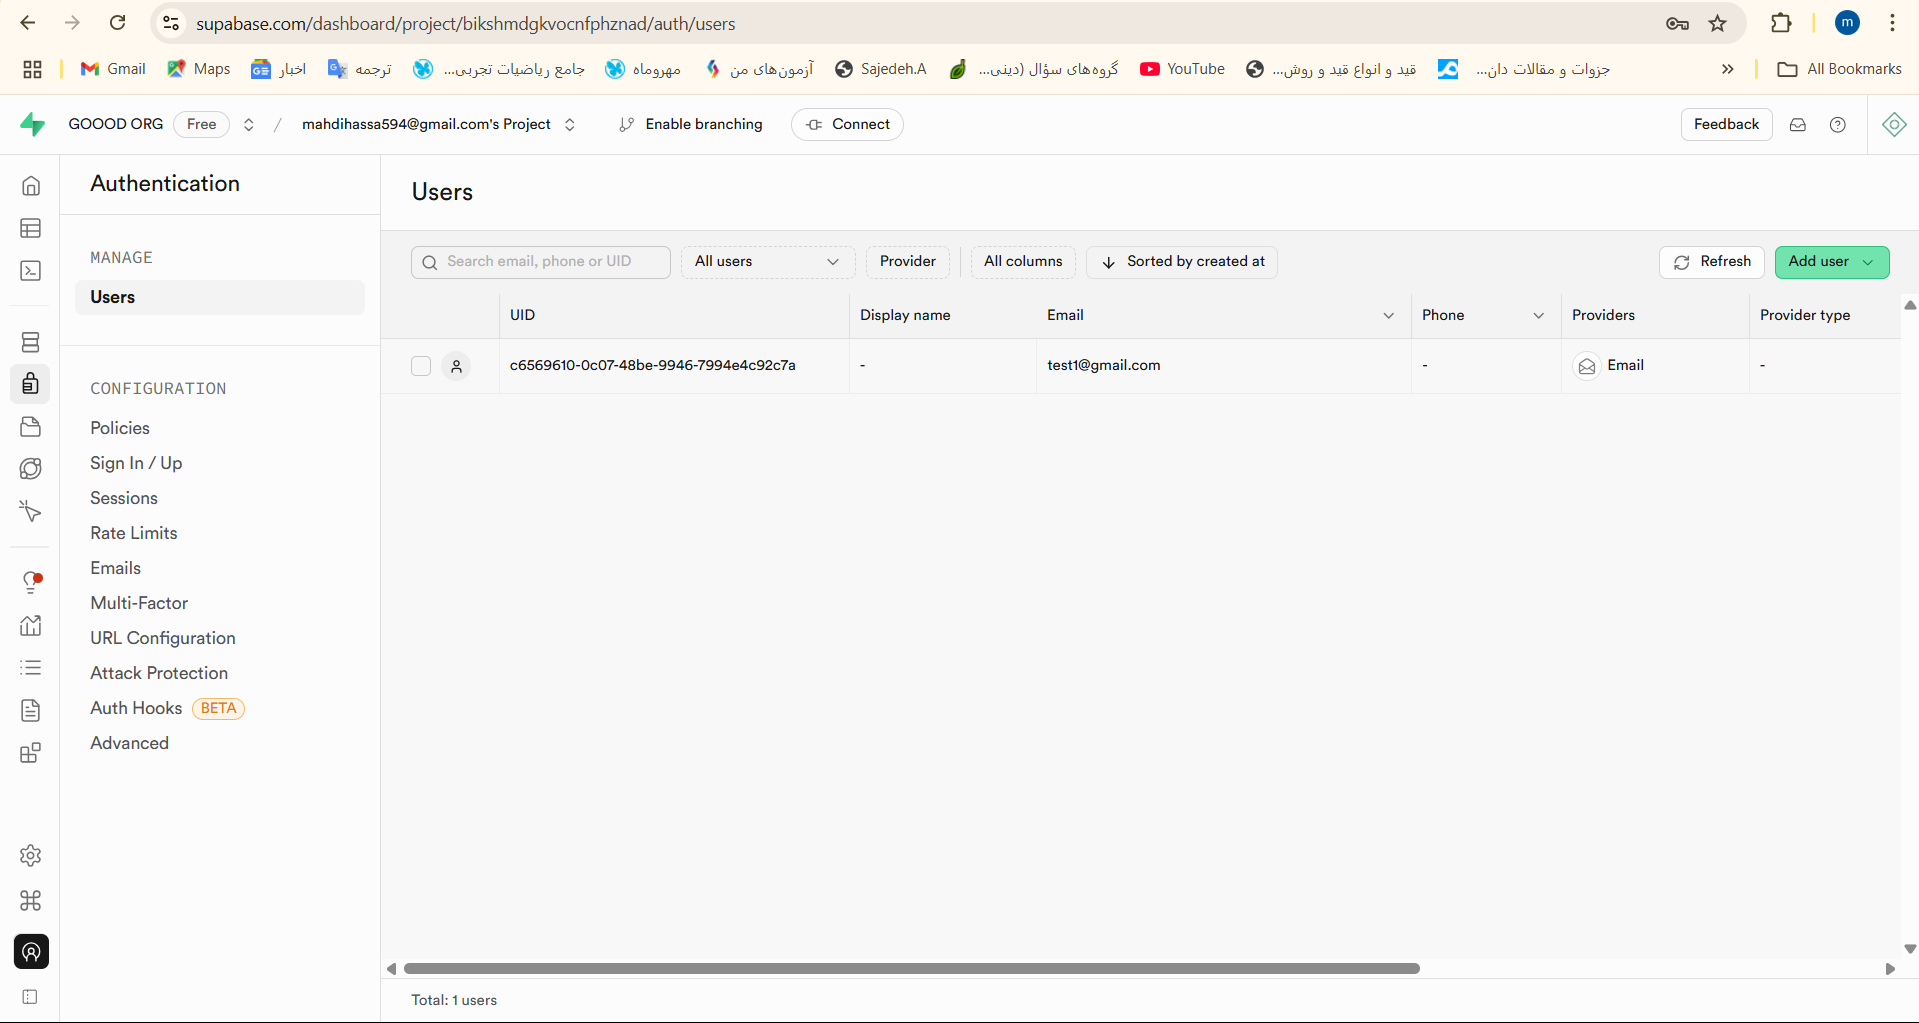 supabase.com/dashboard/project/bikshmdgkvocnfphznad/auth/users
m
Gmail
Maps
اخبار
ترجمه
جامع ریاضیات تجربی...
مهروماه
آزمون‌های من
Sajedeh.A
گروه‌های سؤال (دینی...
YouTube
قید و انواع قید و روش...
جزوات و مقالات دان...
All Bookmarks
GOOOD ORG
Free
/
mahdihassa594@gmail.com's Project
Enable branching
Connect
Feedback
Authentication
MANAGE
Users
CONFIGURATION
Policies
Sign In / Up
Sessions
Rate Limits
Emails
Multi-Factor
URL Configuration
Attack Protection
Auth Hooks BETA
Advanced
Users
Search email, phone or UID
All users
Provider
All columns
Sorted by created at
Refresh
Add user
UID Display name Email Phone Providers Provider type
c6569610-0c07-48be-9946-7994e4c92c7a - test1@gmail.com - Email -
Total: 1 users